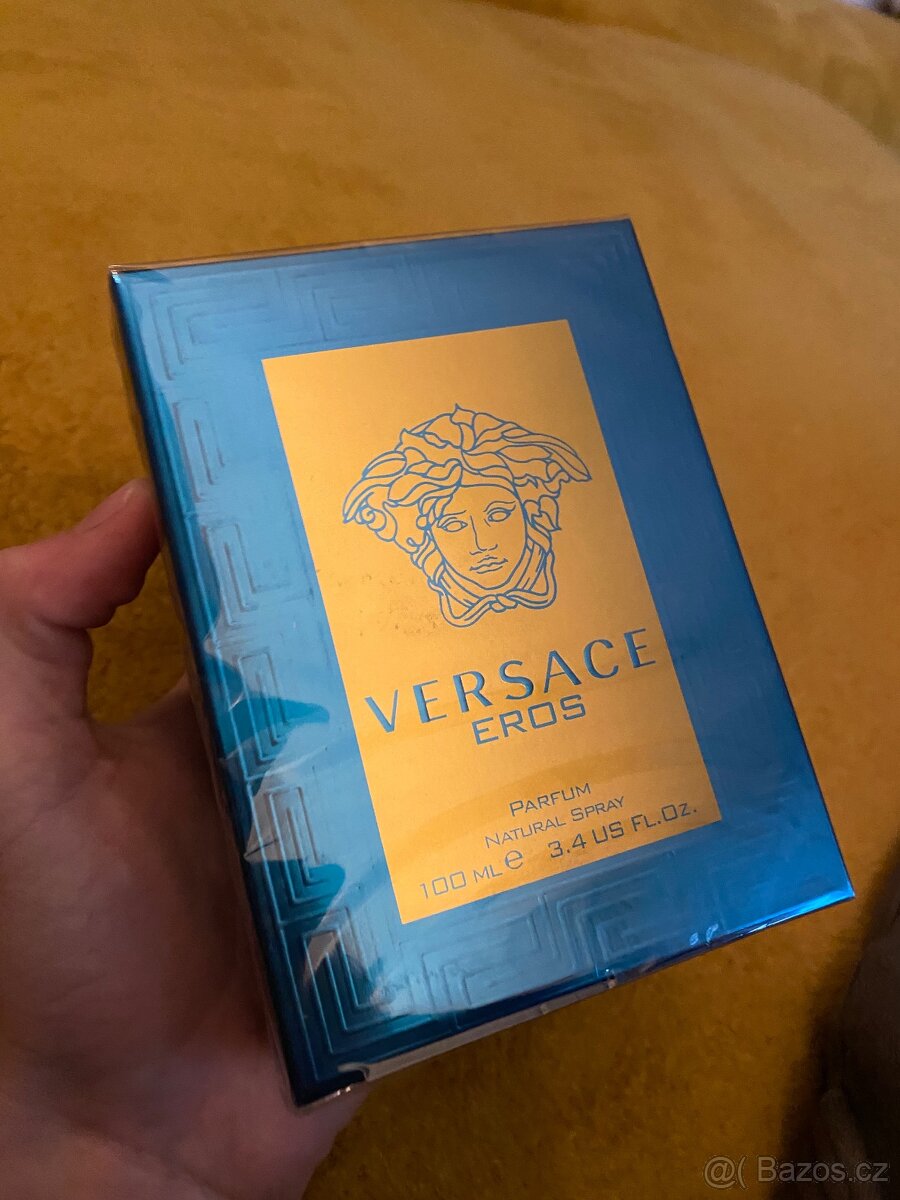 VERSACE
EROS
PARFUM
NATURAL SPRAY
100 ML e 3.4 US FL.OZ.
@( Bazos.cz